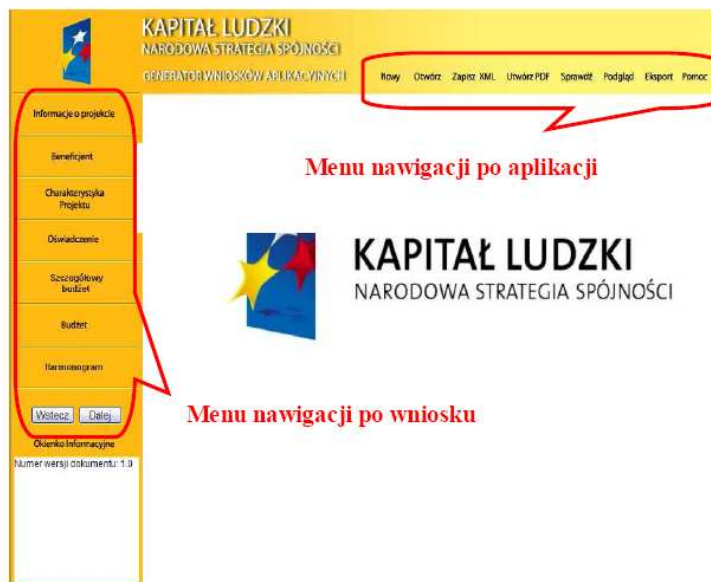 KAPITAŁ LUDZKI
NARODOWA STRATEGIA SPÓJNOŚCI
GENERATOR WNIOSKÓW APLIKACYJNYCH
Nowy Otwórz Zapisz XML Utwórz PDF Sprawdź Podgląd Eksport Pomoc
Informacje o projekcie
Beneficjent
Charakterystyka
Projektu
Oświadczenie
Szczegółowy
budżet
Budżet
Harmonogram
Wstecz Dalej
Okienko Informacyjne
Numer wersji dokumentu: 1.0
Menu nawigacji po aplikacji
KAPITAŁ LUDZKI
NARODOWA STRATEGIA SPÓJNOŚCI
Menu nawigacji po wniosku